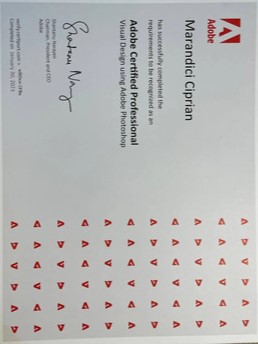 Adobe
Marandici Ciprian
has successfully completed the
requirements to be recognized as an
Adobe Certified Professional
Visual Design using Adobe Photoshop
Shantanu Narayen
Shantanu Narayen
Chairman, President and CEO
Adobe
verify.certiport.com
Completed on January 30, 2023